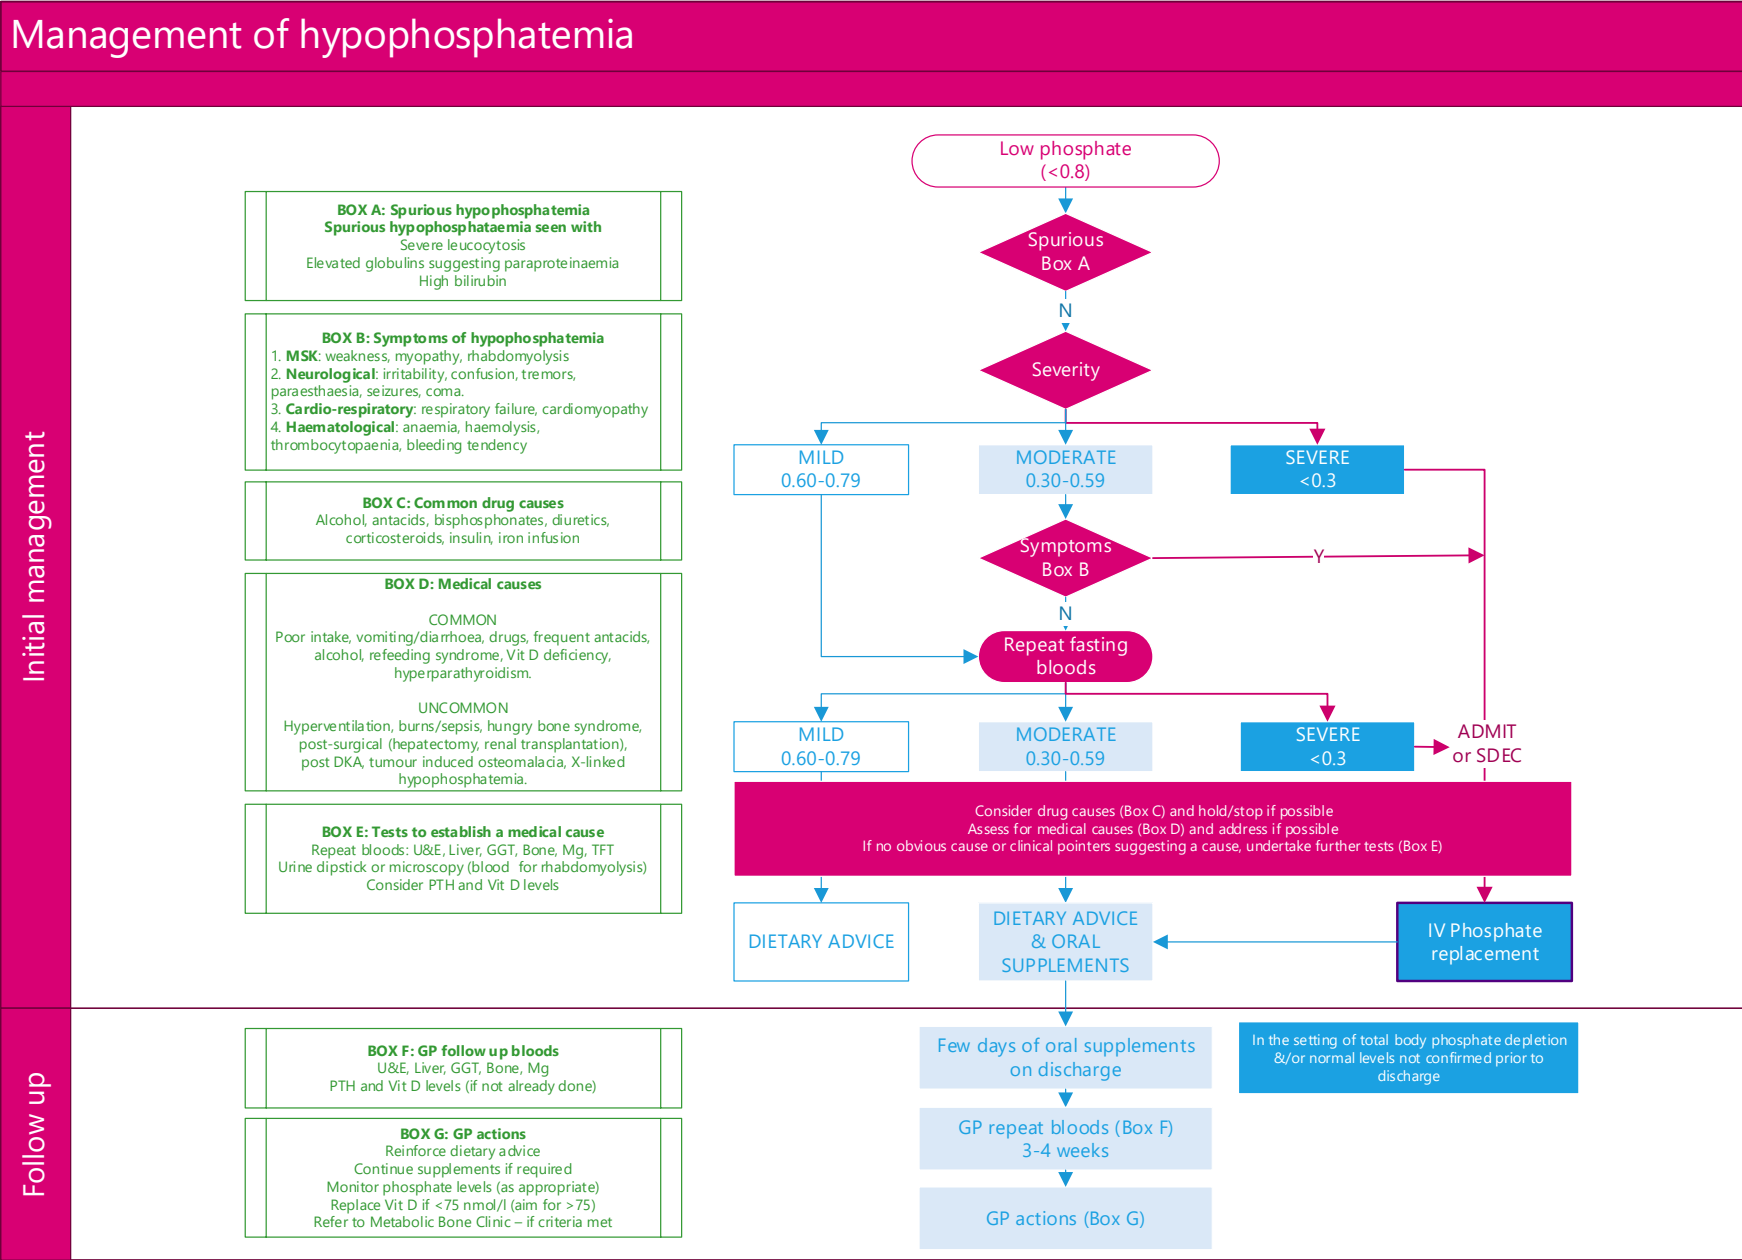 Management of hypophosphatemia
Initial management
BOX A: Spurious hypophosphatemia
Spurious hypophosphataemia seen with
Severe leucocytosis
Elevated globulins suggesting paraproteinaemia
High bilirubin
BOX B: Symptoms of hypophosphatemia
1. MSK: weakness, myopathy, rhabdomyolysis
2. Neurological: irritability, confusion, tremors,
paraesthaesia, seizures, coma.
3. Cardio-respiratory: respiratory failure, cardiomyopathy
4. Haematological: anaemia, haemolysis,
thrombocytopaenia, bleeding tendency
BOX C: Common drug causes
Alcohol, antacids, bisphosphonates, diuretics,
corticosteroids, insulin, iron infusion
BOX D: Medical causes
COMMON
Poor intake, vomiting/diarrhoea, drugs, frequent antacids,
alcohol, refeeding syndrome, Vit D deficiency,
hyperparathyroidism.
UNCOMMON
Hyperventilation, burns/sepsis, hungry bone syndrome,
post-surgical (hepatectomy, renal transplantation),
post DKA, tumour induced osteomalacia, X-linked
hypophosphatemia.
BOX E: Tests to establish a medical cause
Repeat bloods: U&E, Liver, GGT, Bone, Mg, TFT
Urine dipstick or microscopy (blood for rhabdomyolysis)
Consider PTH and Vit D levels
Low phosphate
(<0.8)
Spurious
Box A
N
Severity
MILD
0.60-0.79
MODERATE
0.30-0.59
SEVERE
<0.3
Symptoms
Box B
Y
N
Repeat fasting
bloods
MILD
0.60-0.79
MODERATE
0.30-0.59
SEVERE
<0.3
ADMIT
or SDEC
Consider drug causes (Box C) and hold/stop if possible
Assess for medical causes (Box D) and address if possible
If no obvious cause or clinical pointers suggesting a cause, undertake further tests (Box E)
DIETARY ADVICE
DIETARY ADVICE
& ORAL
SUPPLEMENTS
IV Phosphate
replacement
Follow up
BOX F: GP follow up bloods
U&E, Liver, GGT, Bone, Mg
PTH and Vit D levels (if not already done)
BOX G: GP actions
Reinforce dietary advice
Continue supplements if required
Monitor phosphate levels (as appropriate)
Replace Vit D if <75 nmol/l (aim for >75)
Refer to Metabolic Bone Clinic – if criteria met
Few days of oral supplements
on discharge
In the setting of total body phosphate depletion
&/or normal levels not confirmed prior to
discharge
GP repeat bloods (Box F)
3-4 weeks
GP actions (Box G)